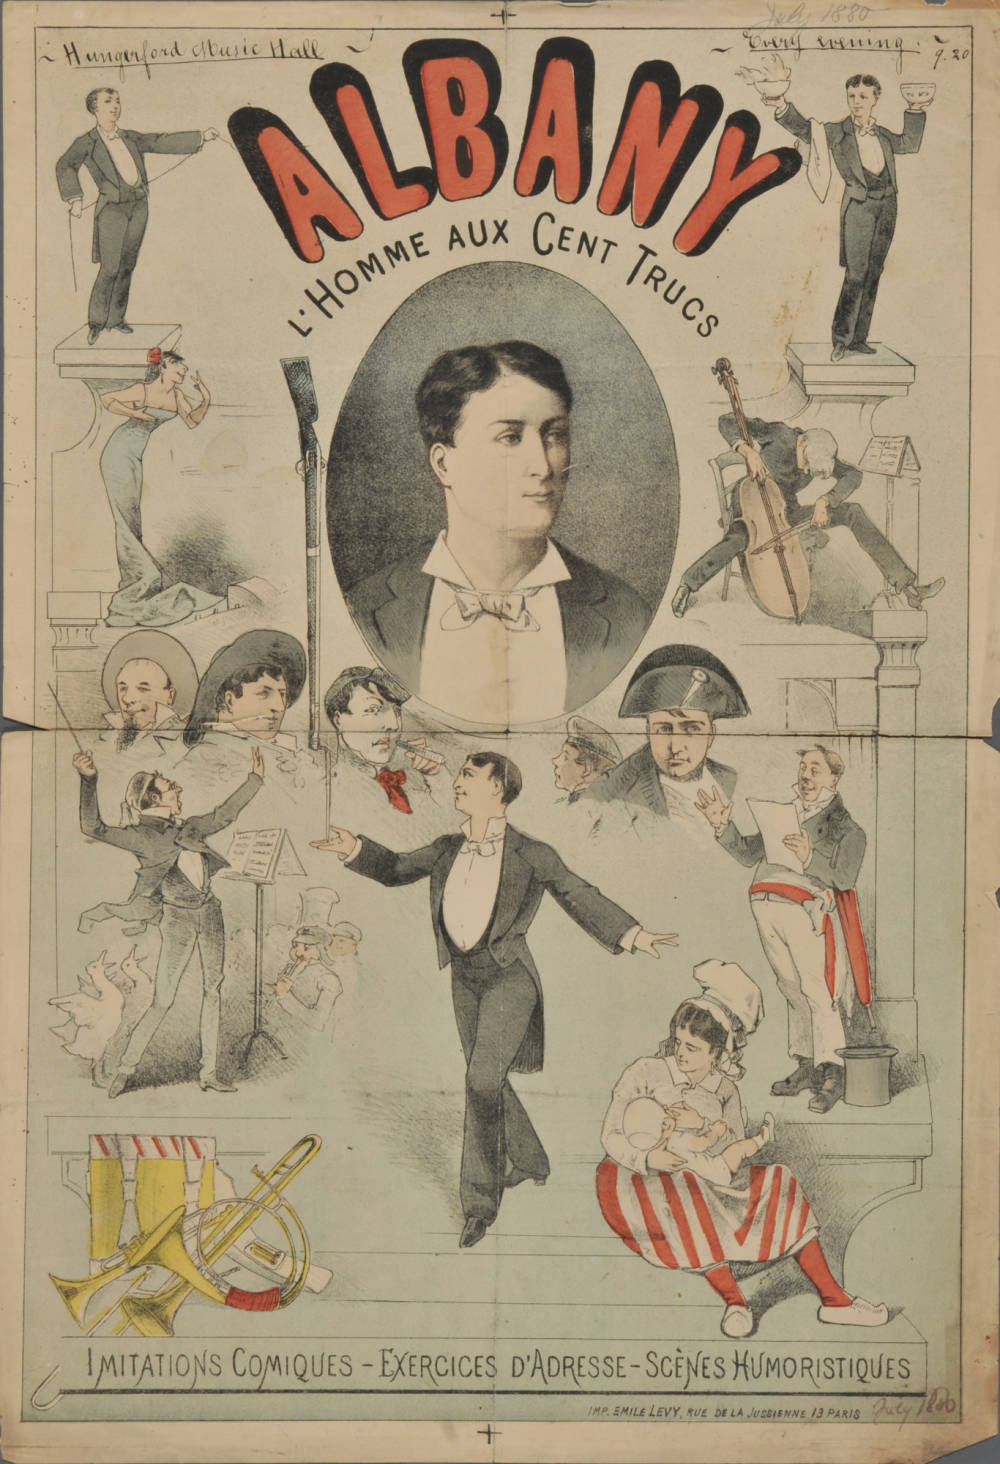 July 1880
Hungerford Music Hall
Every evening.
9.20
ALBANY
L'HOMME AUX CENT TRUCS
IMITATIONS COMIQUES - EXERCICES D'ADRESSE - SCÈNES HUMORISTIQUES
IMP. EMILE LEVY, RUE DE LA JUSSIENNE 13 PARIS
July 1880